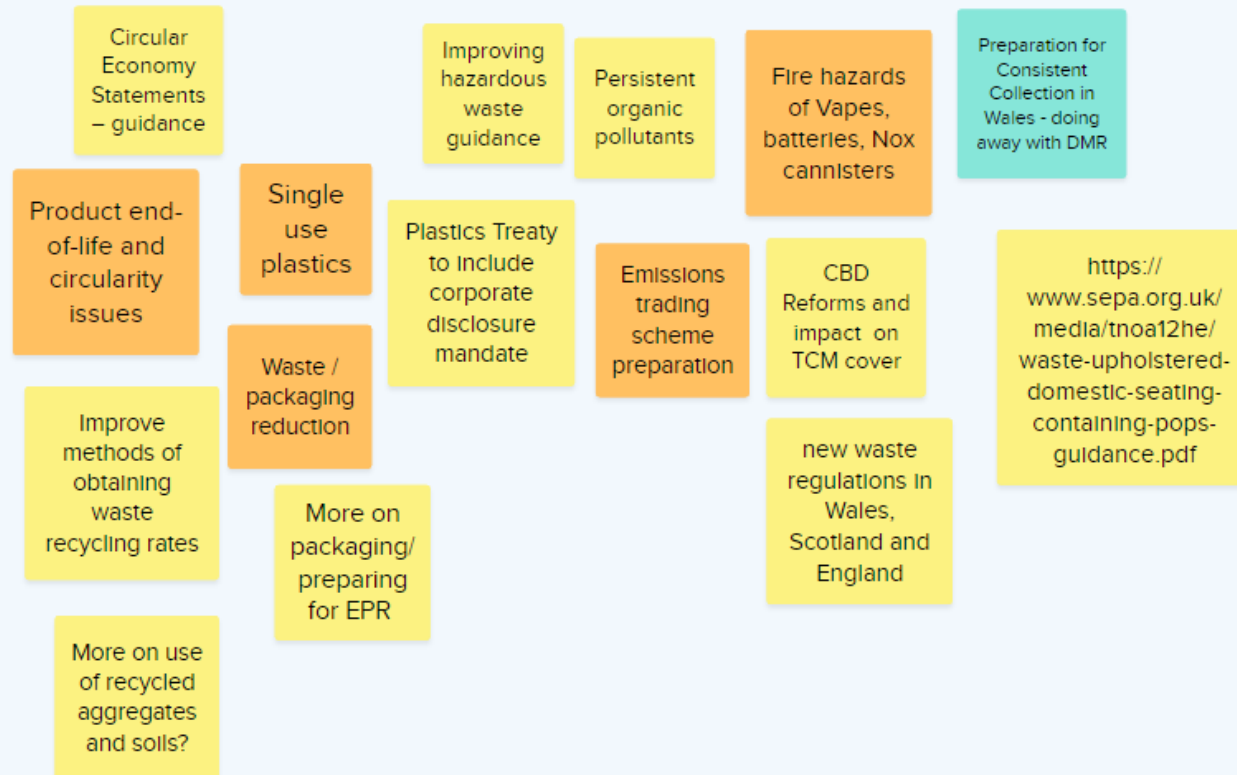 Circular
Economy
Statements
– guidance
Improving
hazardous
waste
guidance
Persistent
organic
pollutants
Fire hazards
of Vapes,
batteries, Nox
cannisters
Preparation for
Consistent
Collection in
Wales - doing
away with DMR
Product end-
of-life and
circularity
issues
Single
use
plastics
Plastics Treaty
to include
corporate
disclosure
mandate
Emissions
trading
scheme
preparation
CBD
Reforms and
impact on
TCM cover
https://
www.sepa.org.uk/
media/tnoa12he/
waste-upholstered-
domestic-seating-
containing-pops-
guidance.pdf
Waste /
packaging
reduction
Improve
methods of
obtaining
waste
recycling rates
More on
packaging/
preparing
for EPR
new waste
regulations in
Wales,
Scotland and
England
More on use
of recycled
aggregates
and soils?